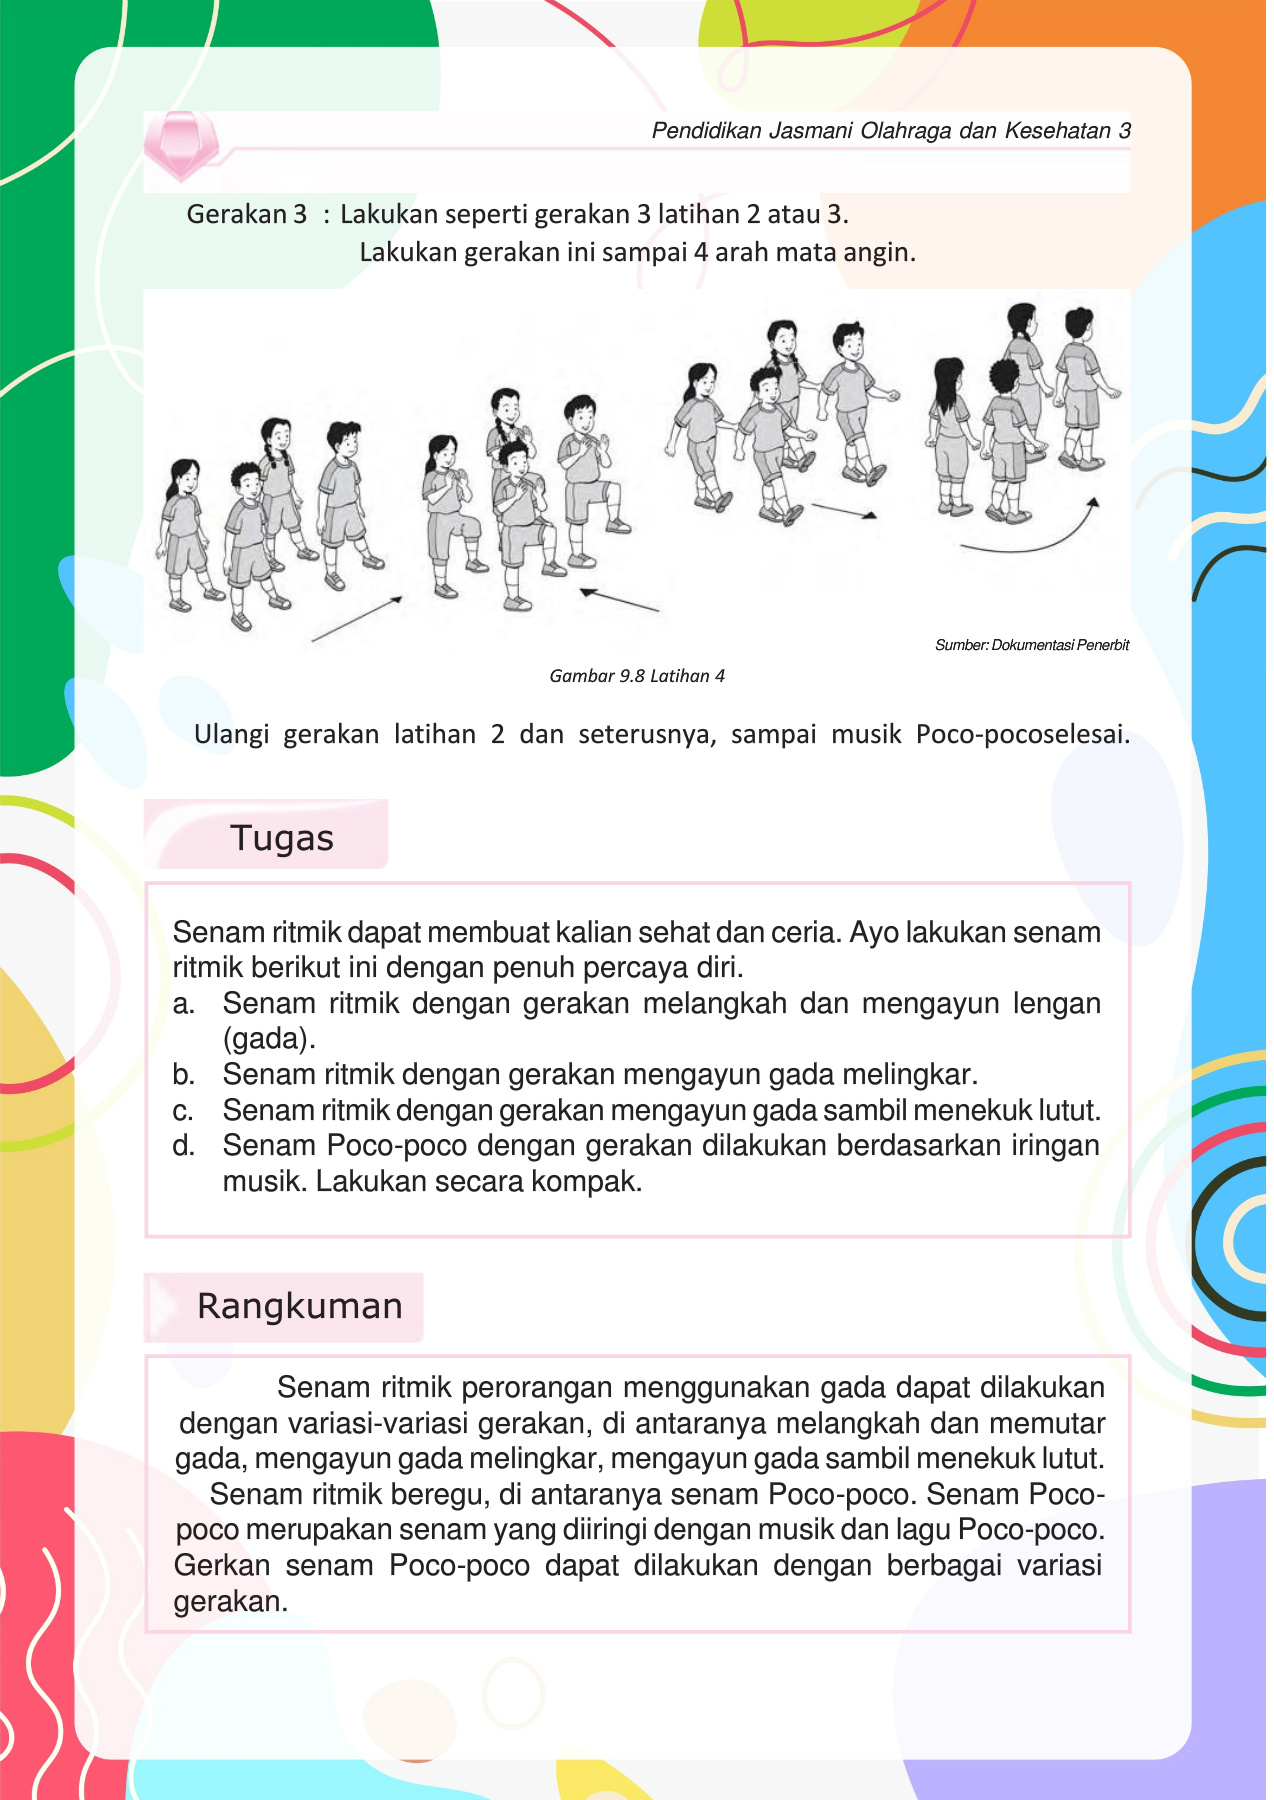 Pendidikan Jasmani Olahraga dan Kesehatan 3
Gerakan 3 : Lakukan seperti gerakan 3 latihan 2 atau 3.
Lakukan gerakan ini sampai 4 arah mata angin.
Sumber: Dokumentasi Penerbit
Gambar 9.8 Latihan 4
Ulangi gerakan latihan 2 dan seterusnya, sampai musik Poco-pocoselesai.
Tugas
Senam ritmik dapat membuat kalian sehat dan ceria. Ayo lakukan senam
ritmik berikut ini dengan penuh percaya diri.
a. Senam ritmik dengan gerakan melangkah dan mengayun lengan
(gada).
b. Senam ritmik dengan gerakan mengayun gada melingkar.
c. Senam ritmik dengan gerakan mengayun gada sambil menekuk lutut.
d. Senam Poco-poco dengan gerakan dilakukan berdasarkan iringan
musik. Lakukan secara kompak.
Rangkuman
Senam ritmik perorangan menggunakan gada dapat dilakukan
dengan variasi-variasi gerakan, di antaranya melangkah dan memutar
gada, mengayun gada melingkar, mengayun gada sambil menekuk lutut.
Senam ritmik beregu, di antaranya senam Poco-poco. Senam Poco-
poco merupakan senam yang diiringi dengan musik dan lagu Poco-poco.
Gerkan senam Poco-poco dapat dilakukan dengan berbagai variasi
gerakan.